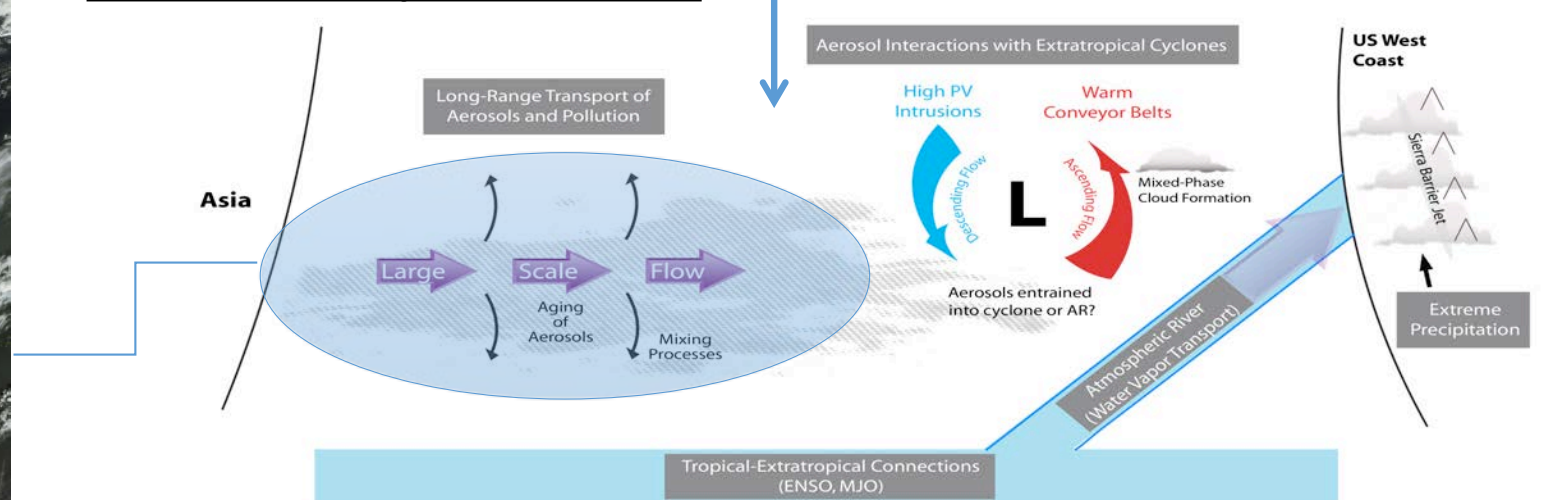 Aerosol Interactions with Extratropical Cyclones
US West
Coast
Long-Range Transport of
Aerosols and Pollution
High PV
Intrusions
Warm
Conveyor Belts
Descending Flow
L
Ascending Flow
Mixed-Phase
Cloud Formation
Sierra Barrier Jet
Asia
Large
Scale
Flow
Aging
of
Aerosols
Mixing
Processes
Aerosols entrained
into cyclone or AR?
Atmospheric River
(Water Vapor Transport)
Extreme
Precipitation
Tropical-Extratropical Connections
(ENSO, MJO)